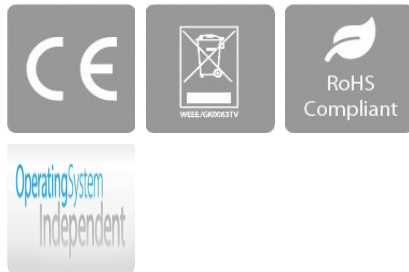 CE
WEEE/GK0063TV
RoHS
Compliant
OperatingSystem
Independent